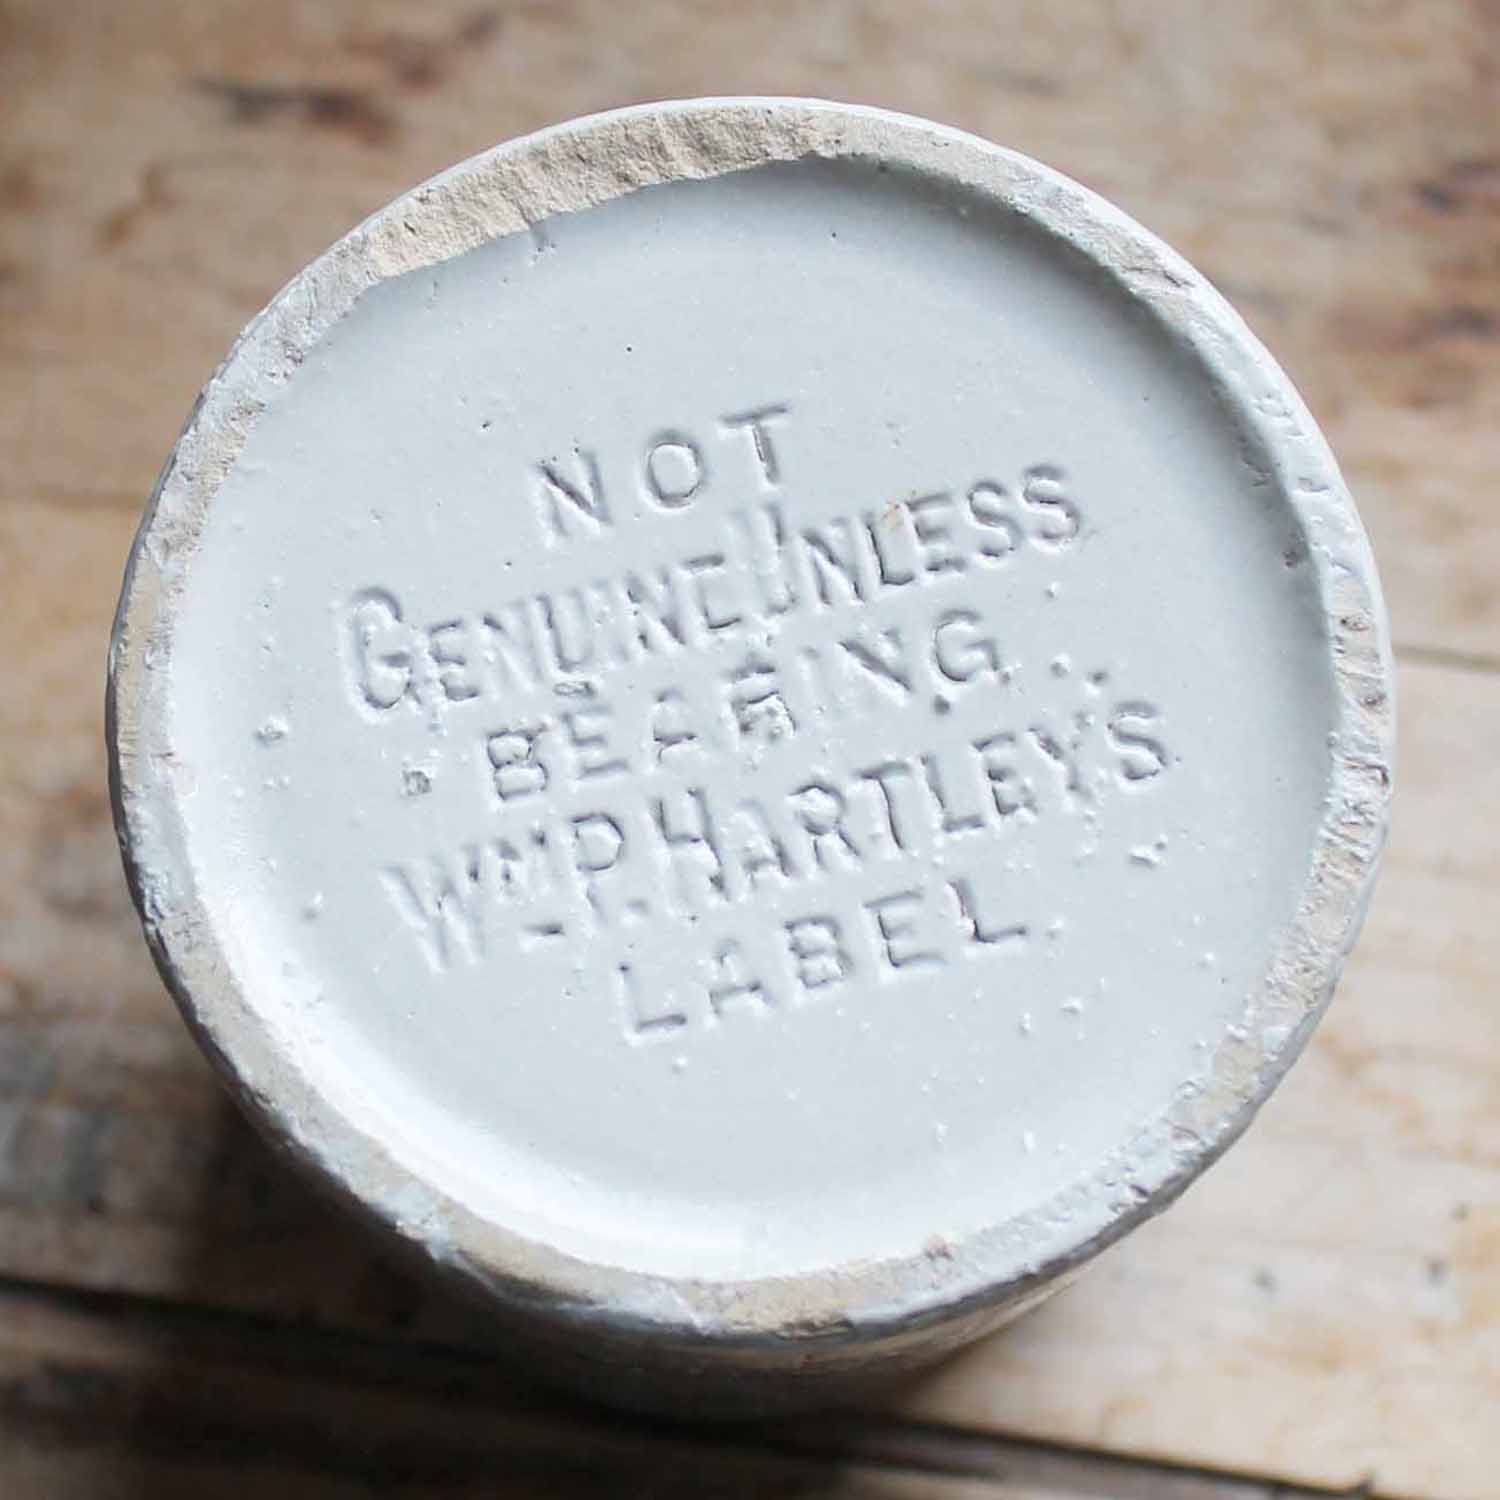 NOT
GENUINE UNLESS
BEARING
WM P. HARTLEY'S
LABEL